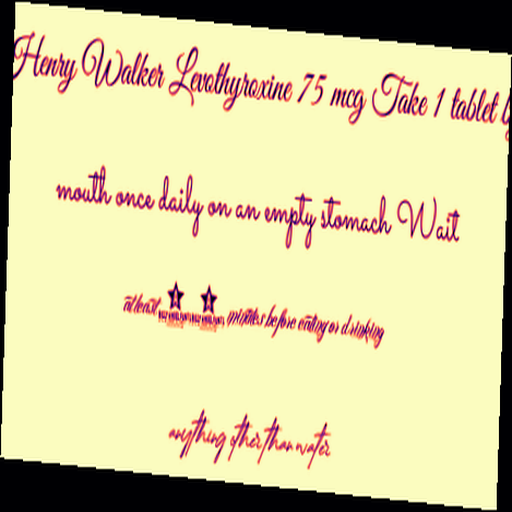 Henry Walker Levothyroxine 75 mcg Take 1 tablet
mouth once daily on an empty stomach Wait
at least minutes before eating or drinking
anything other than water